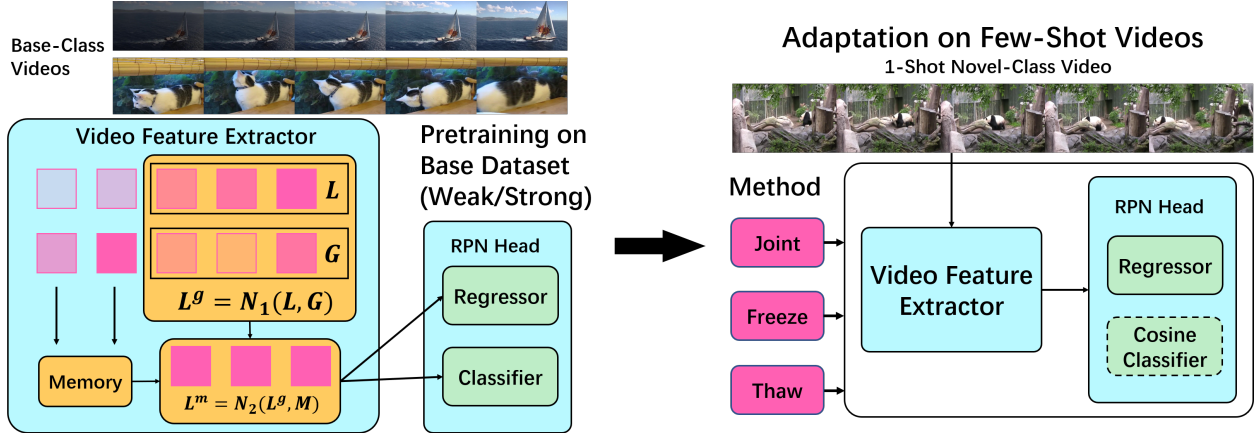 Base-Class
Videos
Video Feature Extractor
L
G
L^g = N_1(L, G)
Memory
L^m = N_2(L^g, M)
Pretraining on
Base Dataset
(Weak/Strong)
RPN Head
Regressor
Classifier
Adaptation on Few-Shot Videos
1-Shot Novel-Class Video
Method
Joint
Freeze
Thaw
Video Feature
Extractor
RPN Head
Regressor
Cosine
Classifier